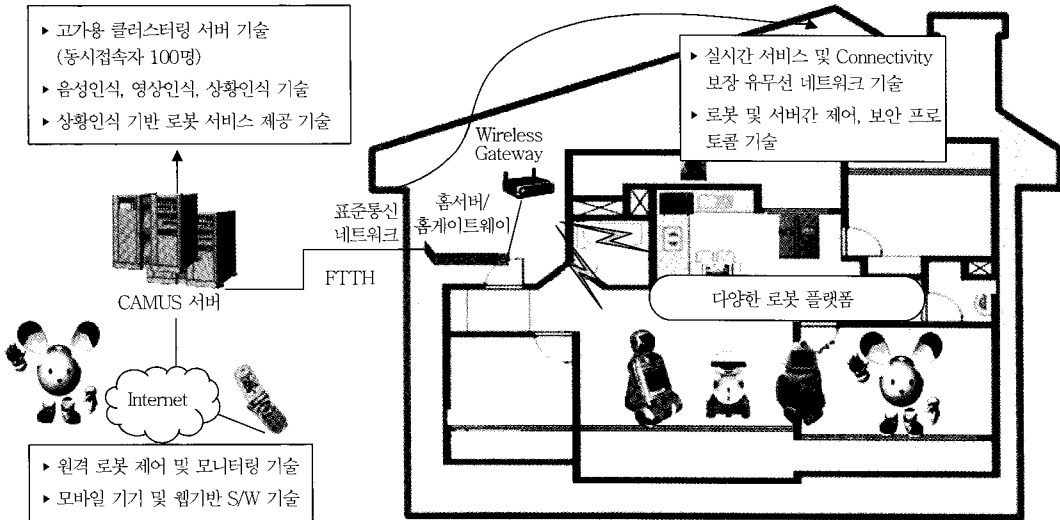 ▶ 고가용 클러스터링 서버 기술
(동시접속자 100명)
▶ 음성인식, 영상인식, 상황인식 기술
▶ 상황인식 기반 로봇 서비스 제공 기술
▶ 실시간 서비스 및 Connectivity
보장 유무선 네트워크 기술
▶ 로봇 및 서버간 제어, 보안 프로
토콜 기술
Wireless
Gateway
표준통신
네트워크
홈서버/
홈게이트웨이
FTTH
CAMUS 서버
다양한 로봇 플랫폼
Internet
▶ 원격 로봇 제어 및 모니터링 기술
▶ 모바일 기기 및 웹기반 S/W 기술